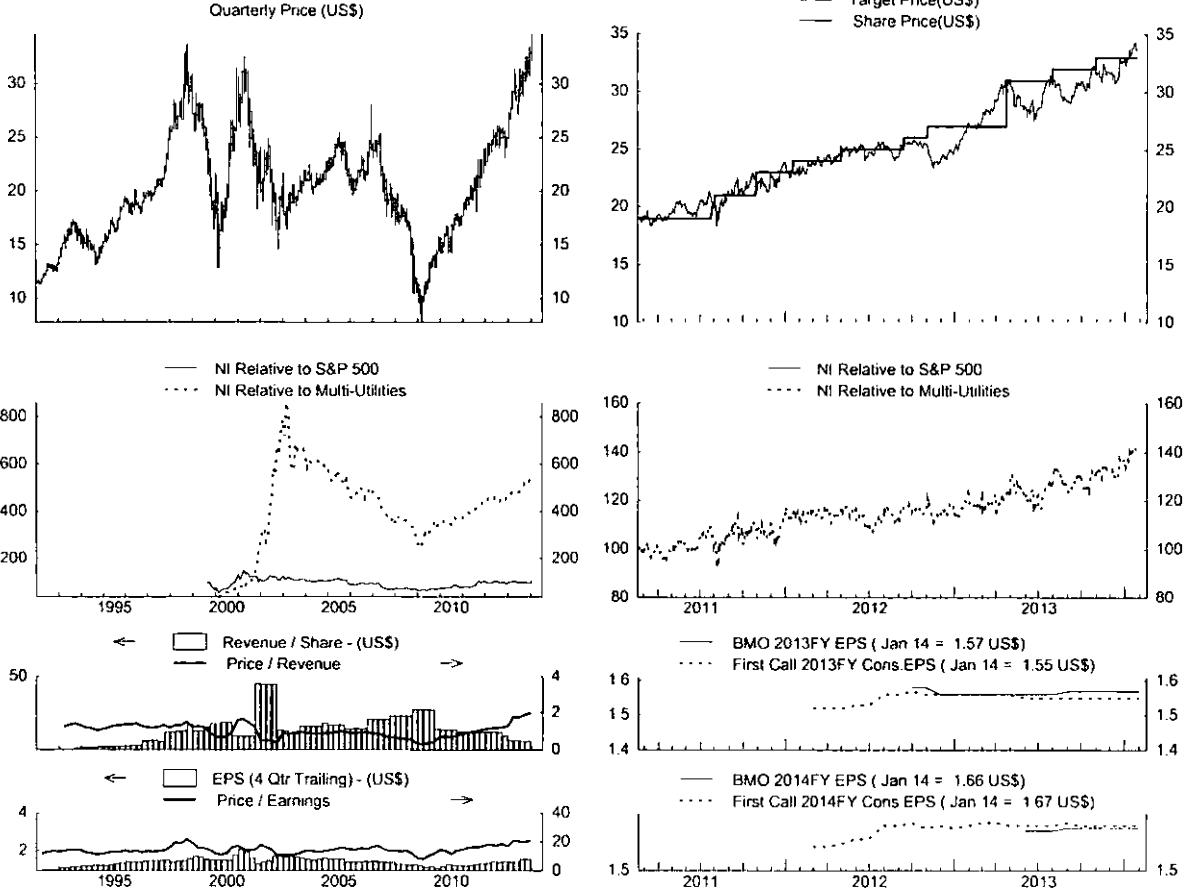 Quarterly Price (US$)
30 25 20 15 10
30 25 20 15 10
Target Price(US$)
Share Price(US$)
35 30 25 20 15 10
35 30 25 20 15 10
NI Relative to S&P 500
NI Relative to Multi-Utilities
800 600 400 200
800 600 400 200
1995 2000 2005 2010
NI Relative to S&P 500
NI Relative to Multi-Utilities
160 140 120 100 80
160 140 120 100 80
2011 2012 2013
Revenue / Share - (US$)
Price / Revenue
50
4 2 0
BMO 2013FY EPS ( Jan 14 = 1.57 US$)
First Call 2013FY Cons.EPS ( Jan 14 = 1.55 US$)
1.6 1.5 1.4
1.6 1.5 1.4
EPS (4 Qtr Trailing) - (US$)
Price / Earnings
4 2
40 20 0
1995 2000 2005 2010
BMO 2014FY EPS ( Jan 14 = 1.66 US$)
First Call 2014FY Cons EPS ( Jan 14 = 1 67 US$)
1.5
1.5
2011 2012 2013